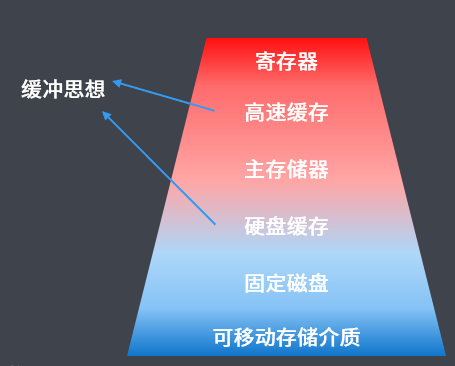 寄存器
缓冲思想
高速缓存
主存储器
硬盘缓存
固定磁盘
可移动存储介质